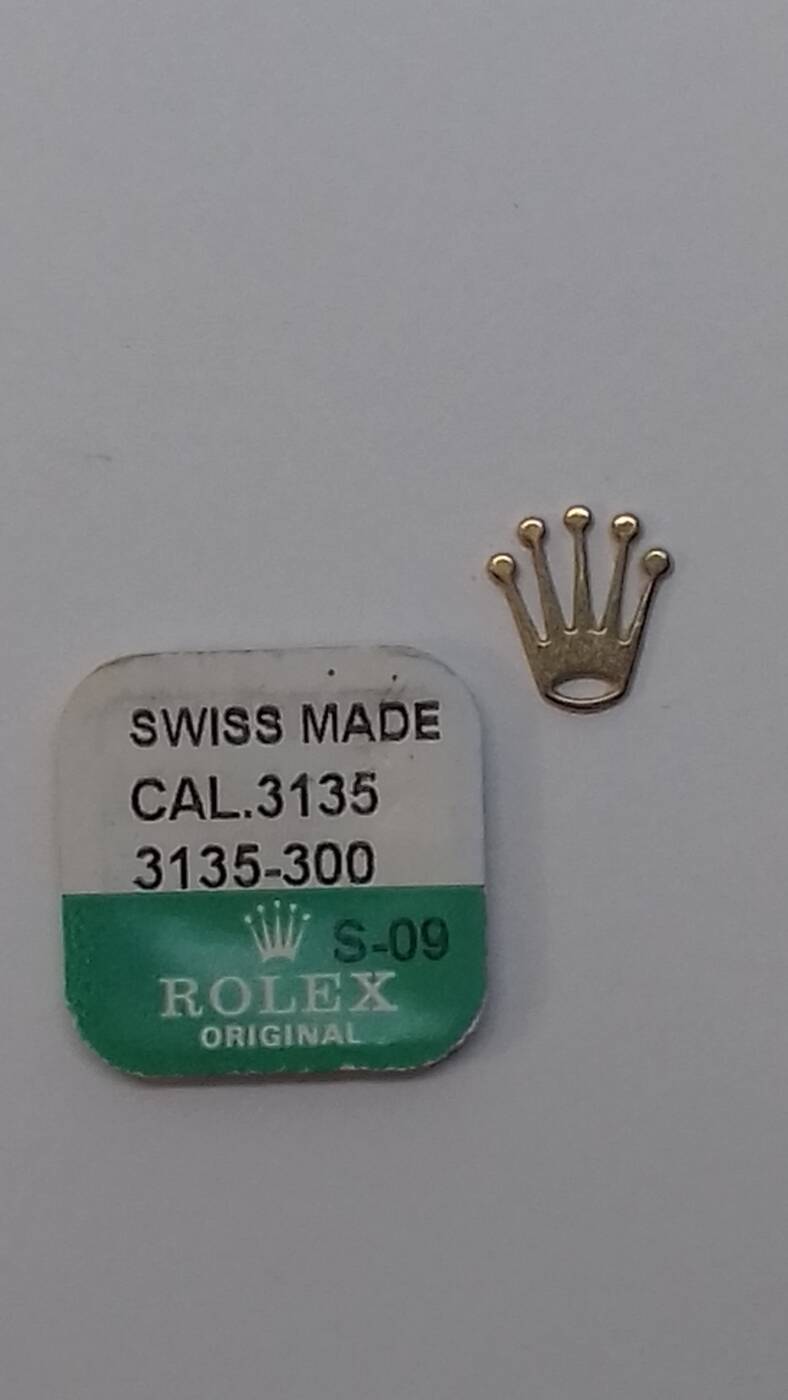 SWISS MADE
CAL.3135
3135-300
S-09
ROLEX
ORIGINAL